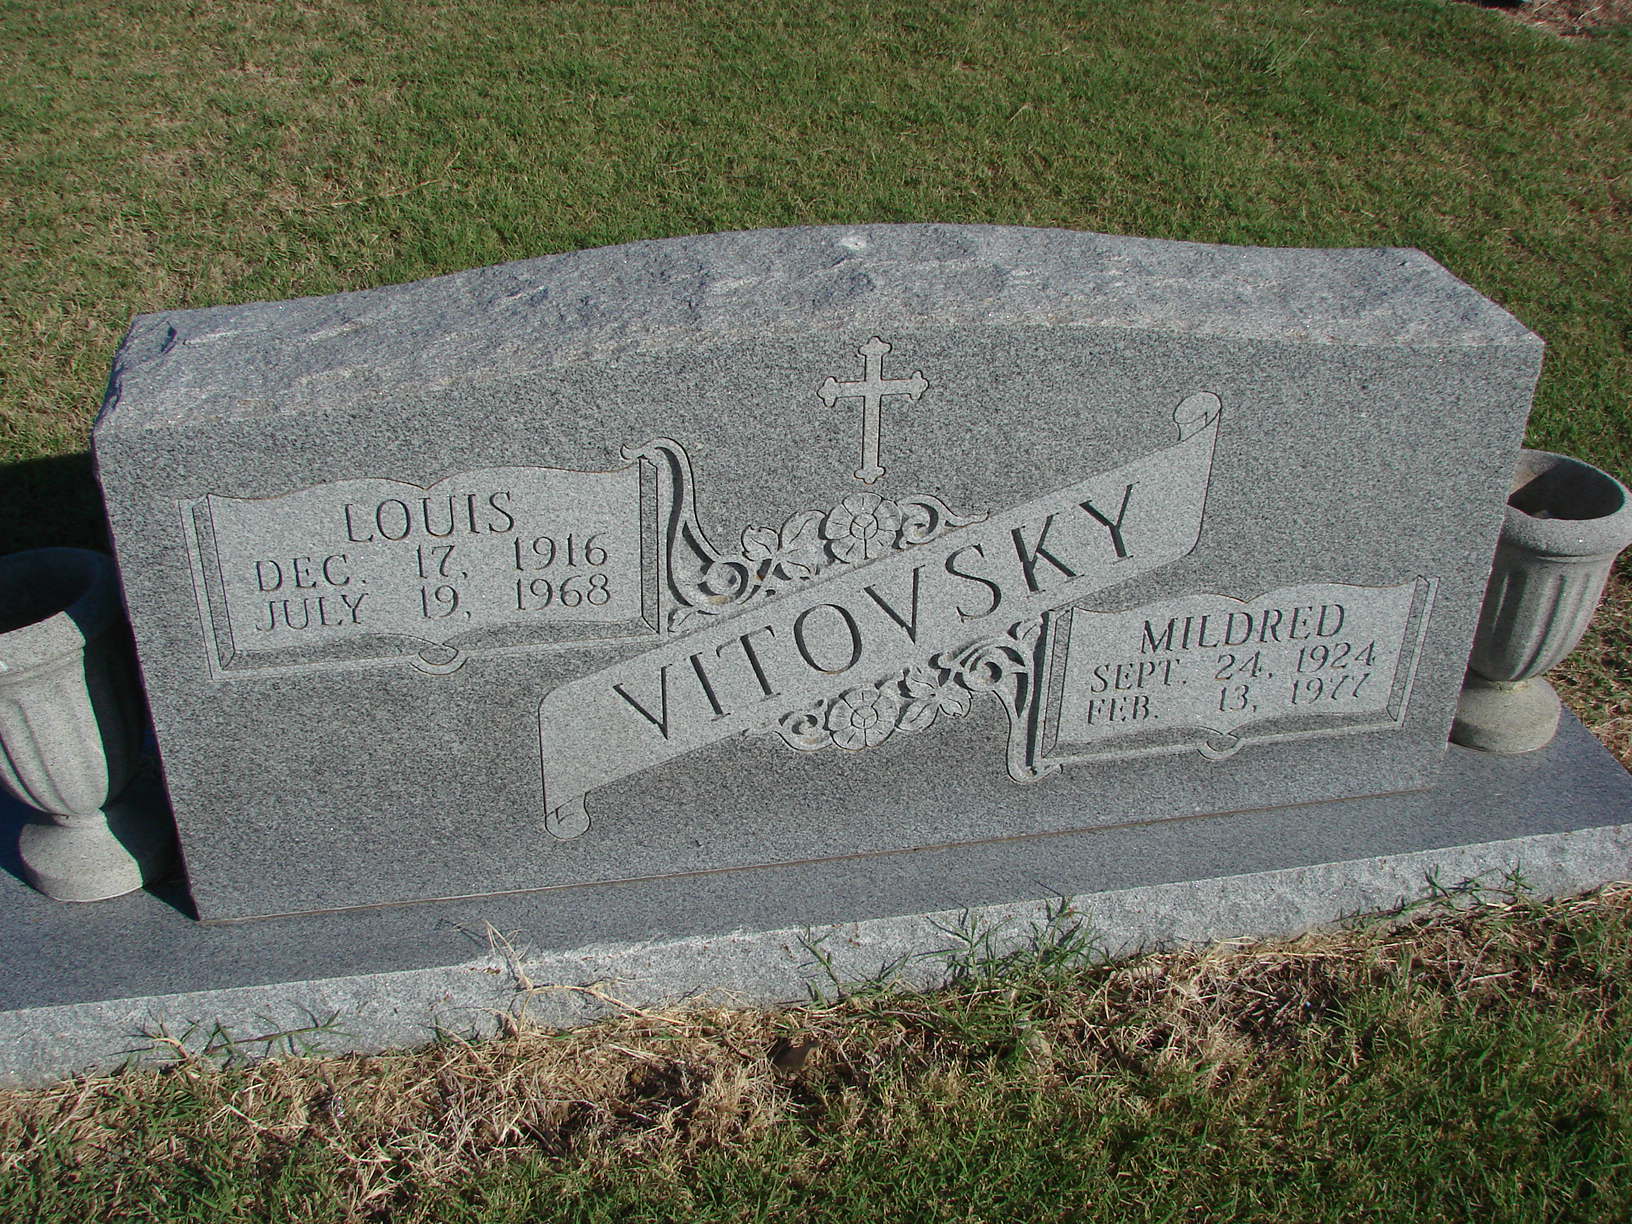 LOUIS
DEC. 17, 1916
JULY 19, 1968
VITOVSKY
MILDRED
SEPT. 24, 1924
FEB. 13, 1977